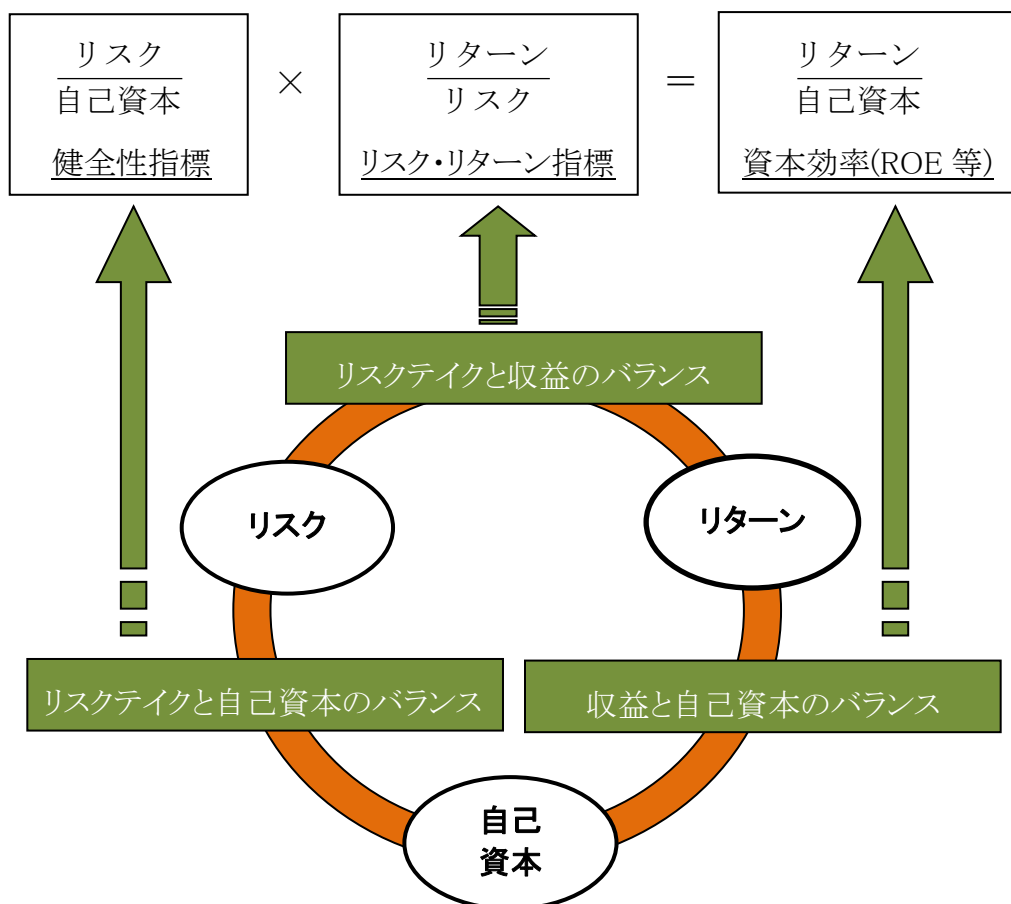 リスク
自己資本
健全性指標
×
リターン
リスク
リスク・リターン指標
=
リターン
自己資本
資本効率(ROE 等)
リスクテイクと収益のバランス
リスク
リターン
リスクテイクと自己資本のバランス
収益と自己資本のバランス
自己
資本